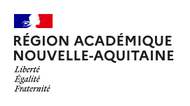 RÉGION ACADÉMIQUE
NOUVELLE-AQUITAINE
Liberté
Égalité
Fraternité